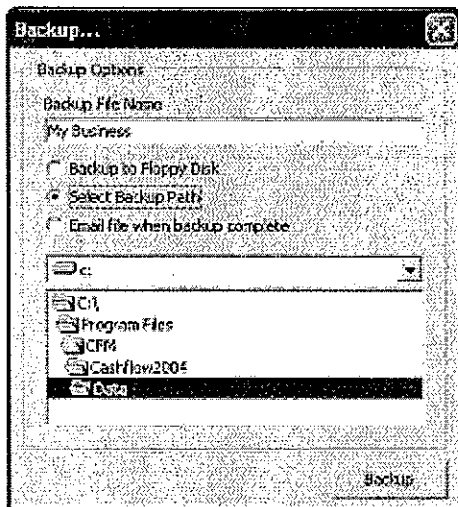 Backup...
Backup Options
Backup File Name
My Business
Backup to Floppy Disk
Select Backup Path
Email file when backup complete
c:
C:\
Program Files
CFM
Cashflow2004
Data
Backup